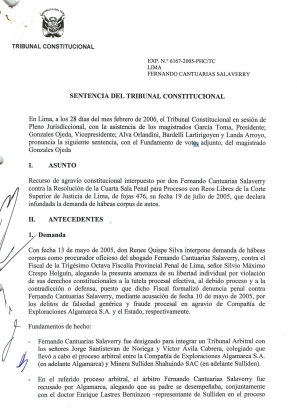 TRIBUNAL CONSTITUCIONAL
EXP. N.° 6167-2005-PHC/TC
LIMA
FERNANDO CANTUARIAS SALAVERRY
SENTENCIA DEL TRIBUNAL CONSTITUCIONAL
En Lima, a los 28 días del mes febrero de 2006, el Tribunal Constitucional en sesión de
Pleno Jurisdiccional, con la asistencia de los magistrados García Toma, Presidente;
Gonzales Ojeda, Vicepresidente; Alva Orlandini, Bardelli Lartirigoyen y Landa Arroyo,
pronuncia la siguiente sentencia, con el Fundamento de voto adjunto, del magistrado
Gonzales Ojeda
I. ASUNTO
Recurso de agravio constitucional interpuesto por don Fernando Cantuarias Salaverry
contra la Resolución de la Cuarta Sala Penal para Procesos con Reos Libres de la Corte
Superior de Justicia de Lima, de fojas 476, su fecha 19 de julio de 2005, que declara
infundada la demanda de hábeas corpus de autos.
II. ANTECEDENTES
1. Demanda
Con fecha 13 de mayo de 2005, don Renae Quispe Silva interpone demanda de hábeas
corpus como procurador oficioso del abogado Fernando Cantuarias Salaverry, contra el
Fiscal de la Trigésimo Octava Fiscalía Provincial Penal de Lima, señor Silvio Máximo
Crespo Holguín, alegando la presunta amenaza de su libertad individual por violación
de sus derechos constitucionales a la tutela procesal efectiva, al debido proceso y a la
contradicción o defensa, puesto que dicho Fiscal formalizó denuncia penal contra
Fernando Cantuarias Salaverry, mediante acusación de fecha 10 de mayo de 2005, por
los delitos de falsedad genérica y fraude procesal en agravio de Compañía de
Exploraciones Algamarca S.A. y el Estado, respectivamente.
Fundamentos de hecho:
- Fernando Cantuarias Salaverry fue designado para integrar un Tribunal Arbitral con
los señores Jorge Santistevan de Noriega y Víctor Ávila Cabrera, colegiado que
llevó a cabo el proceso arbitral entre la Compañía de Exploraciones Algamarca S.A.
(en adelante Algamarca) y Minera Sulliden Shahuindo SAC (en adelante Sulliden).
- En el referido proceso arbitral, el árbitro Fernando Cantuarias Salaverry fue
recusado por Algamarca, alegando que su padre se desempeñaba, conjuntamente
con el doctor Enrique Lastres Berninzon -representante de Sulliden en el proceso